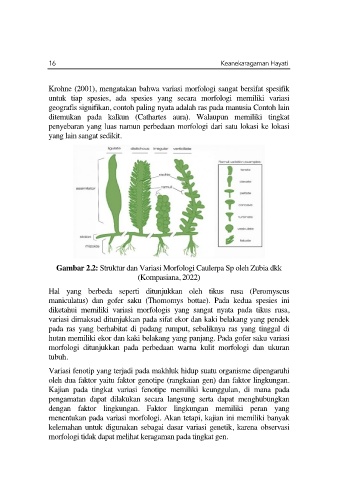 16 Keanekaragaman Hayati
Krohne (2001), mengatakan bahwa variasi morfologi sangat bersifat spesifik
untuk tiap spesies, ada spesies yang secara morfologi memiliki variasi
geografis signifikan, contoh paling nyata adalah ras pada manusia Contoh lain
ditemukan pada kalkun (Cathartes aura). Walaupun memiliki tingkat
penyebaran yang luas namun perbedaan morfologi dari satu lokasi ke lokasi
yang lain sangat sedikit.
Gambar 2.2: Struktur dan Variasi Morfologi Caulerpa Sp oleh Zubia dkk
(Kompasiana, 2022)
Hal yang berbeda seperti ditunjukkan oleh tikus rusa (Peromyscus
maniculatus) dan gofer saku (Thomomys bottae). Pada kedua spesies ini
diketahui memiliki variasi morfologis yang sangat nyata pada tikus rusa,
variasi dimaksud ditunjukkan pada sifat ekor dan kaki belakang yang pendek
pada ras yang berhabitat di padang rumput, sebaliknya ras yang tinggal di
hutan memiliki ekor dan kaki belakang yang panjang. Pada gofer saku variasi
morfologi ditunjukkan pada perbedaan warna kulit morfologi dan ukuran
tubuh.
Variasi fenotip yang terjadi pada makhluk hidup suatu organisme dipengaruhi
oleh dua faktor yaitu faktor genotipe (rangkaian gen) dan faktor lingkungan.
Kajian pada tingkat variasi fenotipe memiliki keunggulan, di mana pada
pengamatan dapat dilakukan secara langsung serta dapat menghubungkan
dengan faktor lingkungan. Faktor lingkungan memiliki peran yang
menentukan pada variasi morfologi. Akan tetapi, kajian ini memiliki banyak
kelemahan untuk digunakan sebagai dasar variasi genetik, karena observasi
morfologi tidak dapat melihat keragaman pada tingkat gen.